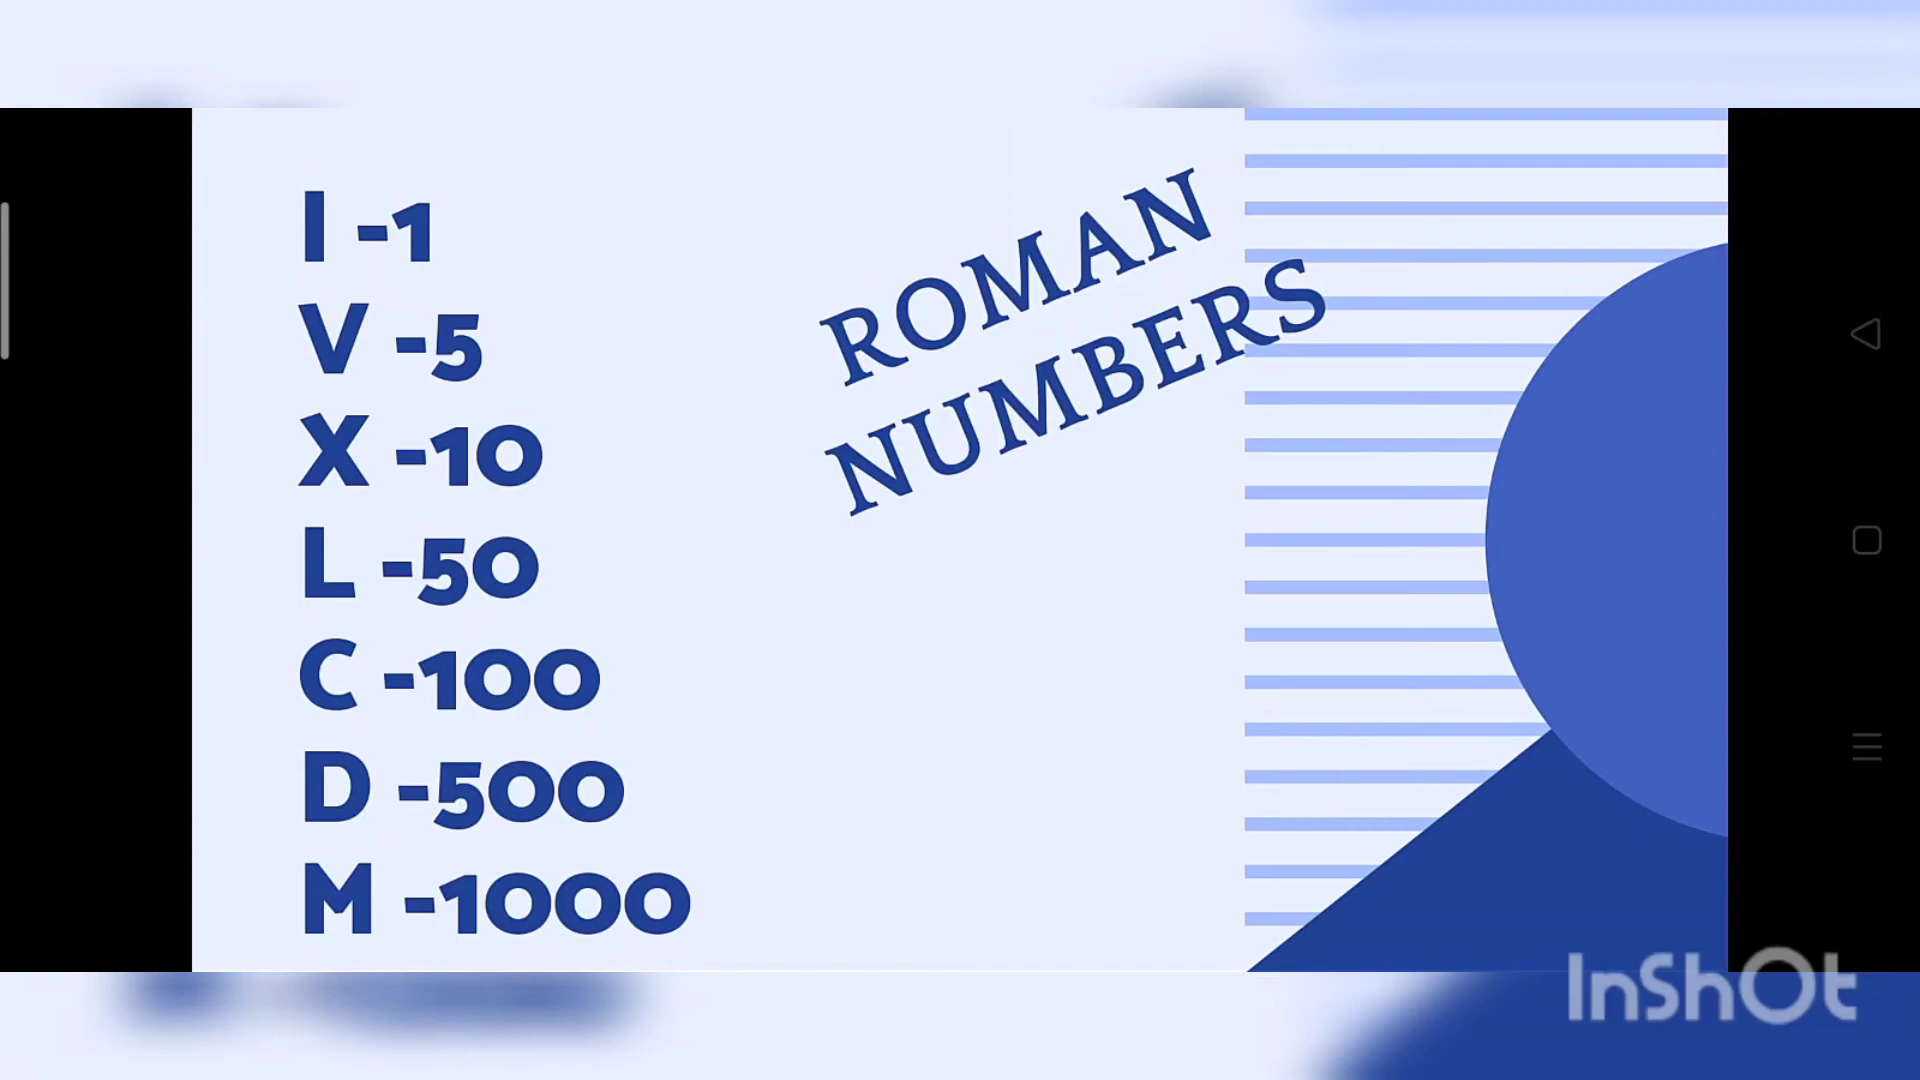 I -1
V -5
X -10
L -50
C -100
D -500
M -1000
ROMAN
NUMBERS
InShOt